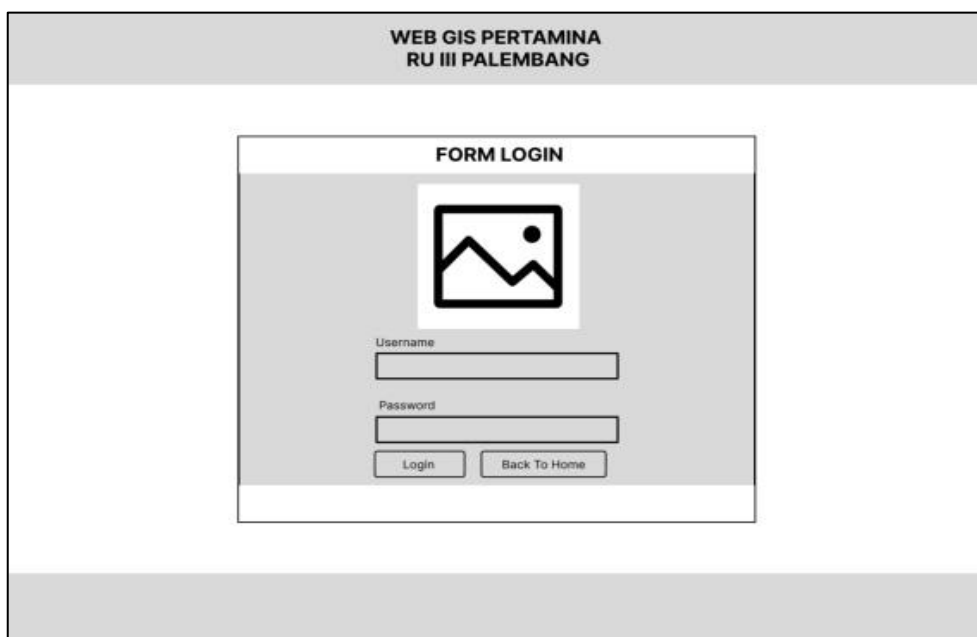 WEB GIS PERTAMINA
RU III PALEMBANG
FORM LOGIN
Username
Password
Login
Back To Home